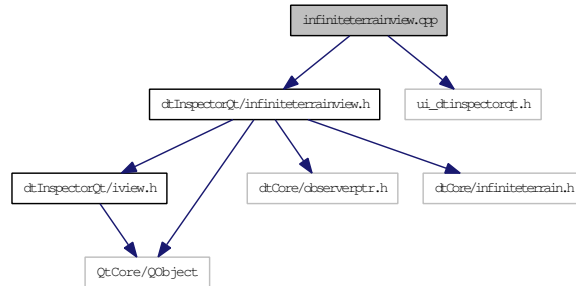 infiniteterrainview.cpp
dtInspectorQt/infiniteterrainview.h
ui_dtinspectorqt.h
dtInspectorQt/iview.h
dtCore/observerptr.h
dtCore/infiniteterrain.h
QtCore/QObject